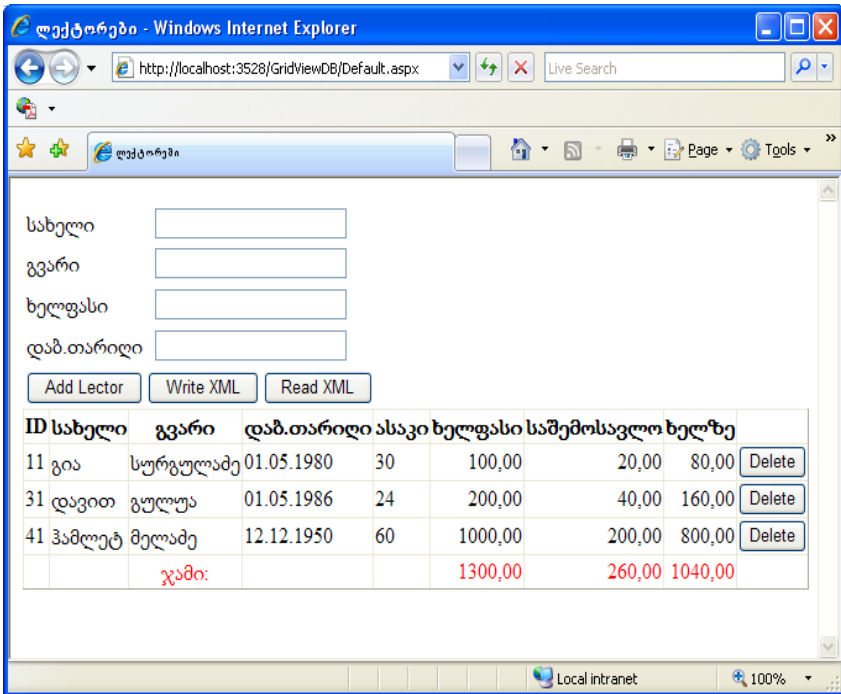 ლექტორები - Windows Internet Explorer
http://localhost:3528/GridViewDB/Default.aspx
Live Search
ლექტორები
Page
Tools
»
სახელი
გვარი
ხელფასი
დაბ.თარიღი
Add Lector Write XML Read XML
ID სახელი გვარი დაბ.თარიღი ასაკი ხელფასი საშემოსავლო ხელზე
11 გია სურგულაძე 01.05.1980 30 100,00 20,00 80,00 Delete
31 დავით გულუა 01.05.1986 24 200,00 40,00 160,00 Delete
41 ჰამლეტ მელაძე 12.12.1950 60 1000,00 200,00 800,00 Delete
ჯამი: 1300,00 260,00 1040,00
Local intranet 100%